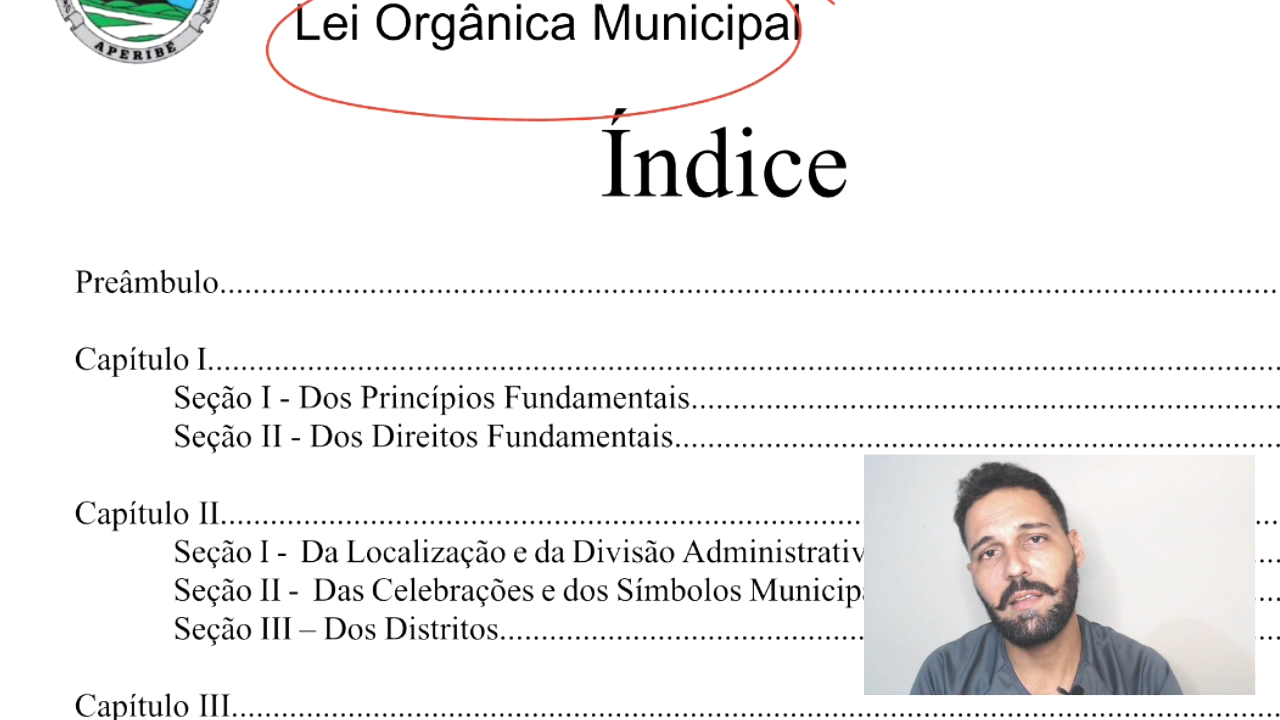 Lei Orgânica Municipal
APERIBÉ
Índice
Preâmbulo
Capítulo I
Seção I - Dos Princípios Fundamentais
Seção II - Dos Direitos Fundamentais
Capítulo II
Seção I - Da Localização e da Divisão Administrativ
Seção II - Das Celebrações e dos Símbolos Municip
Seção III – Dos Distritos
Capítulo III